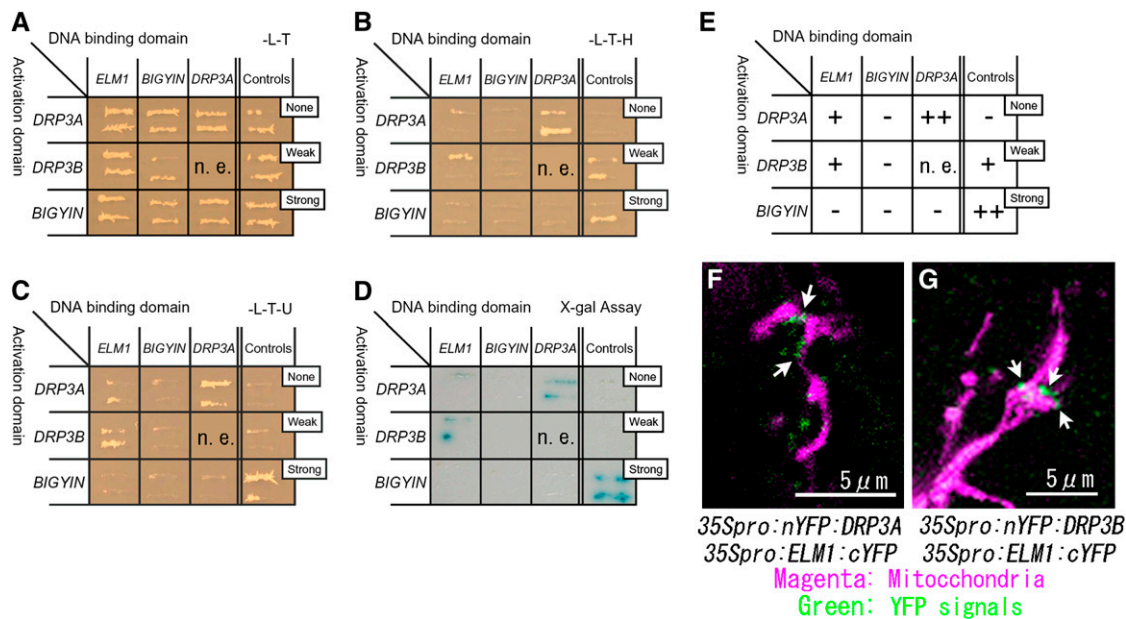 A
DNA binding domain -L-T
Activation domain
ELM1 BIGYIN DRP3A Controls
DRP3A None
DRP3B n. e. Weak
BIGYIN Strong
B
DNA binding domain -L-T-H
Activation domain
ELM1 BIGYIN DRP3A Controls
DRP3A None
DRP3B n. e. Weak
BIGYIN Strong
E
DNA binding domain
Activation domain
ELM1 BIGYIN DRP3A Controls
DRP3A + - ++ - None
DRP3B + - n. e. + Weak
BIGYIN - - - ++ Strong
C
DNA binding domain -L-T-U
Activation domain
ELM1 BIGYIN DRP3A Controls
DRP3A None
DRP3B n. e. Weak
BIGYIN Strong
D
DNA binding domain X-gal Assay
Activation domain
ELM1 BIGYIN DRP3A Controls
DRP3A None
DRP3B n. e. Weak
BIGYIN Strong
F
5 μm
G
5 μm
35Spro:nYFP:DRP3A 35Spro:nYFP:DRP3B
35Spro:ELM1:cYFP 35Spro:ELM1:cYFP
Magenta: Mitocchondria
Green: YFP signals